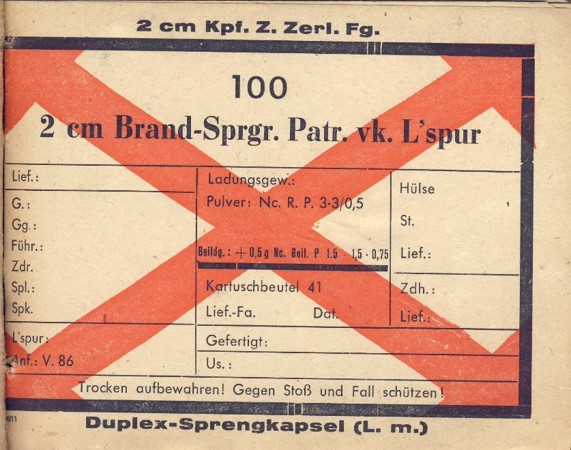 2 cm Kpf. Z. Zerl. Fg.
100
2 cm Brand-Sprgr. Patr. vk. L'spur
Lief.:
G.:
Gg.:
Führ.:
Zdr.
Spl.:
Spk.
L'spur:
Anf.: V. 86
Ladungsgew.:
Pulver: Nc. R. P. 3·3/0,5
Beildg.: + 0,5 g Nc. Beil. P 1.5 · 1,5 · 0,75
Kartuschbeutel 41
Lief.-Fa. Dat.
Gefertigt:
Us.:
Hülse
St.
Lief.:
Zdh.:
Lief.:
Trocken aufbewahren! Gegen Stoß und Fall schützen!
Duplex-Sprengkapsel (L. m.)